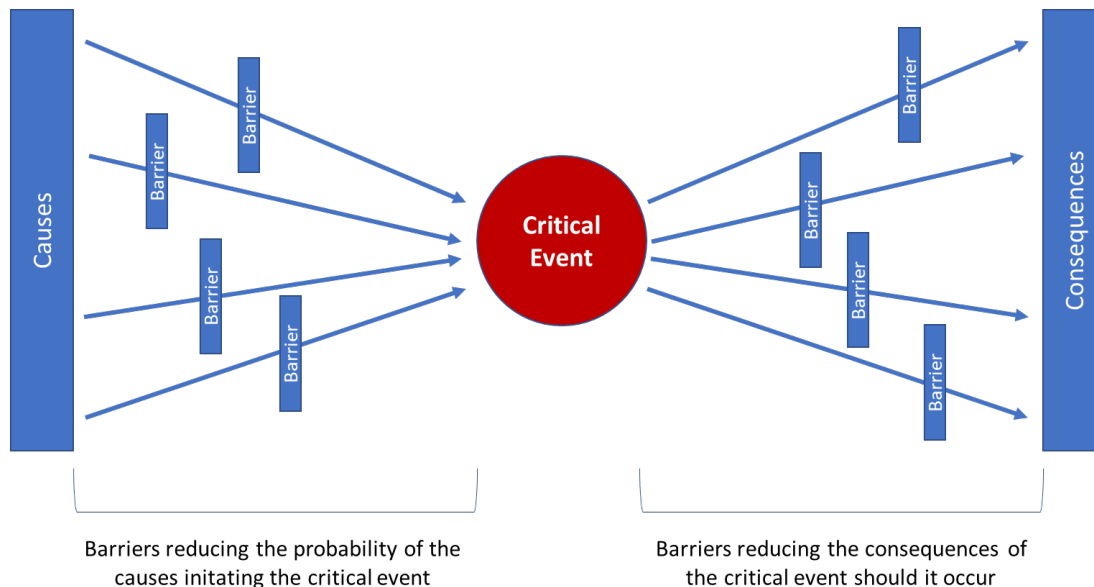 Causes
Barrier
Barrier
Barrier
Barrier
Critical
Event
Barrier
Barrier
Barrier
Barrier
Consequences
Barriers reducing the probability of the
causes initating the critical event
Barriers reducing the consequences of
the critical event should it occur